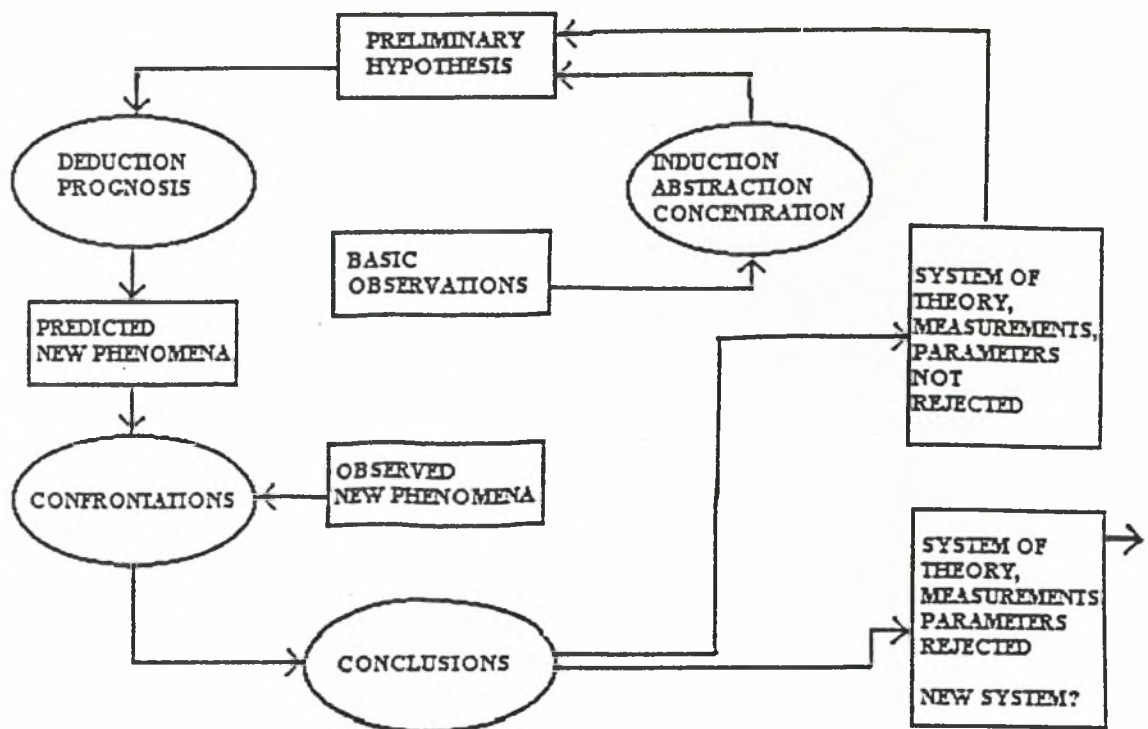 PRELIMINARY
HYPOTHESIS
DEDUCTION
PROGNOSIS
INDUCTION
ABSTRACTION
CONCENTRATION
BASIC
OBSERVATIONS
SYSTEM OF
THEORY,
MEASUREMENTS,
PARAMETERS
NOT
REJECTED
PREDICTED
NEW PHENOMENA
CONFRONTATIONS
OBSERVED
NEW PHENOMENA
CONCLUSIONS
SYSTEM OF
THEORY,
MEASUREMENTS
PARAMETERS
REJECTED
NEW SYSTEM?